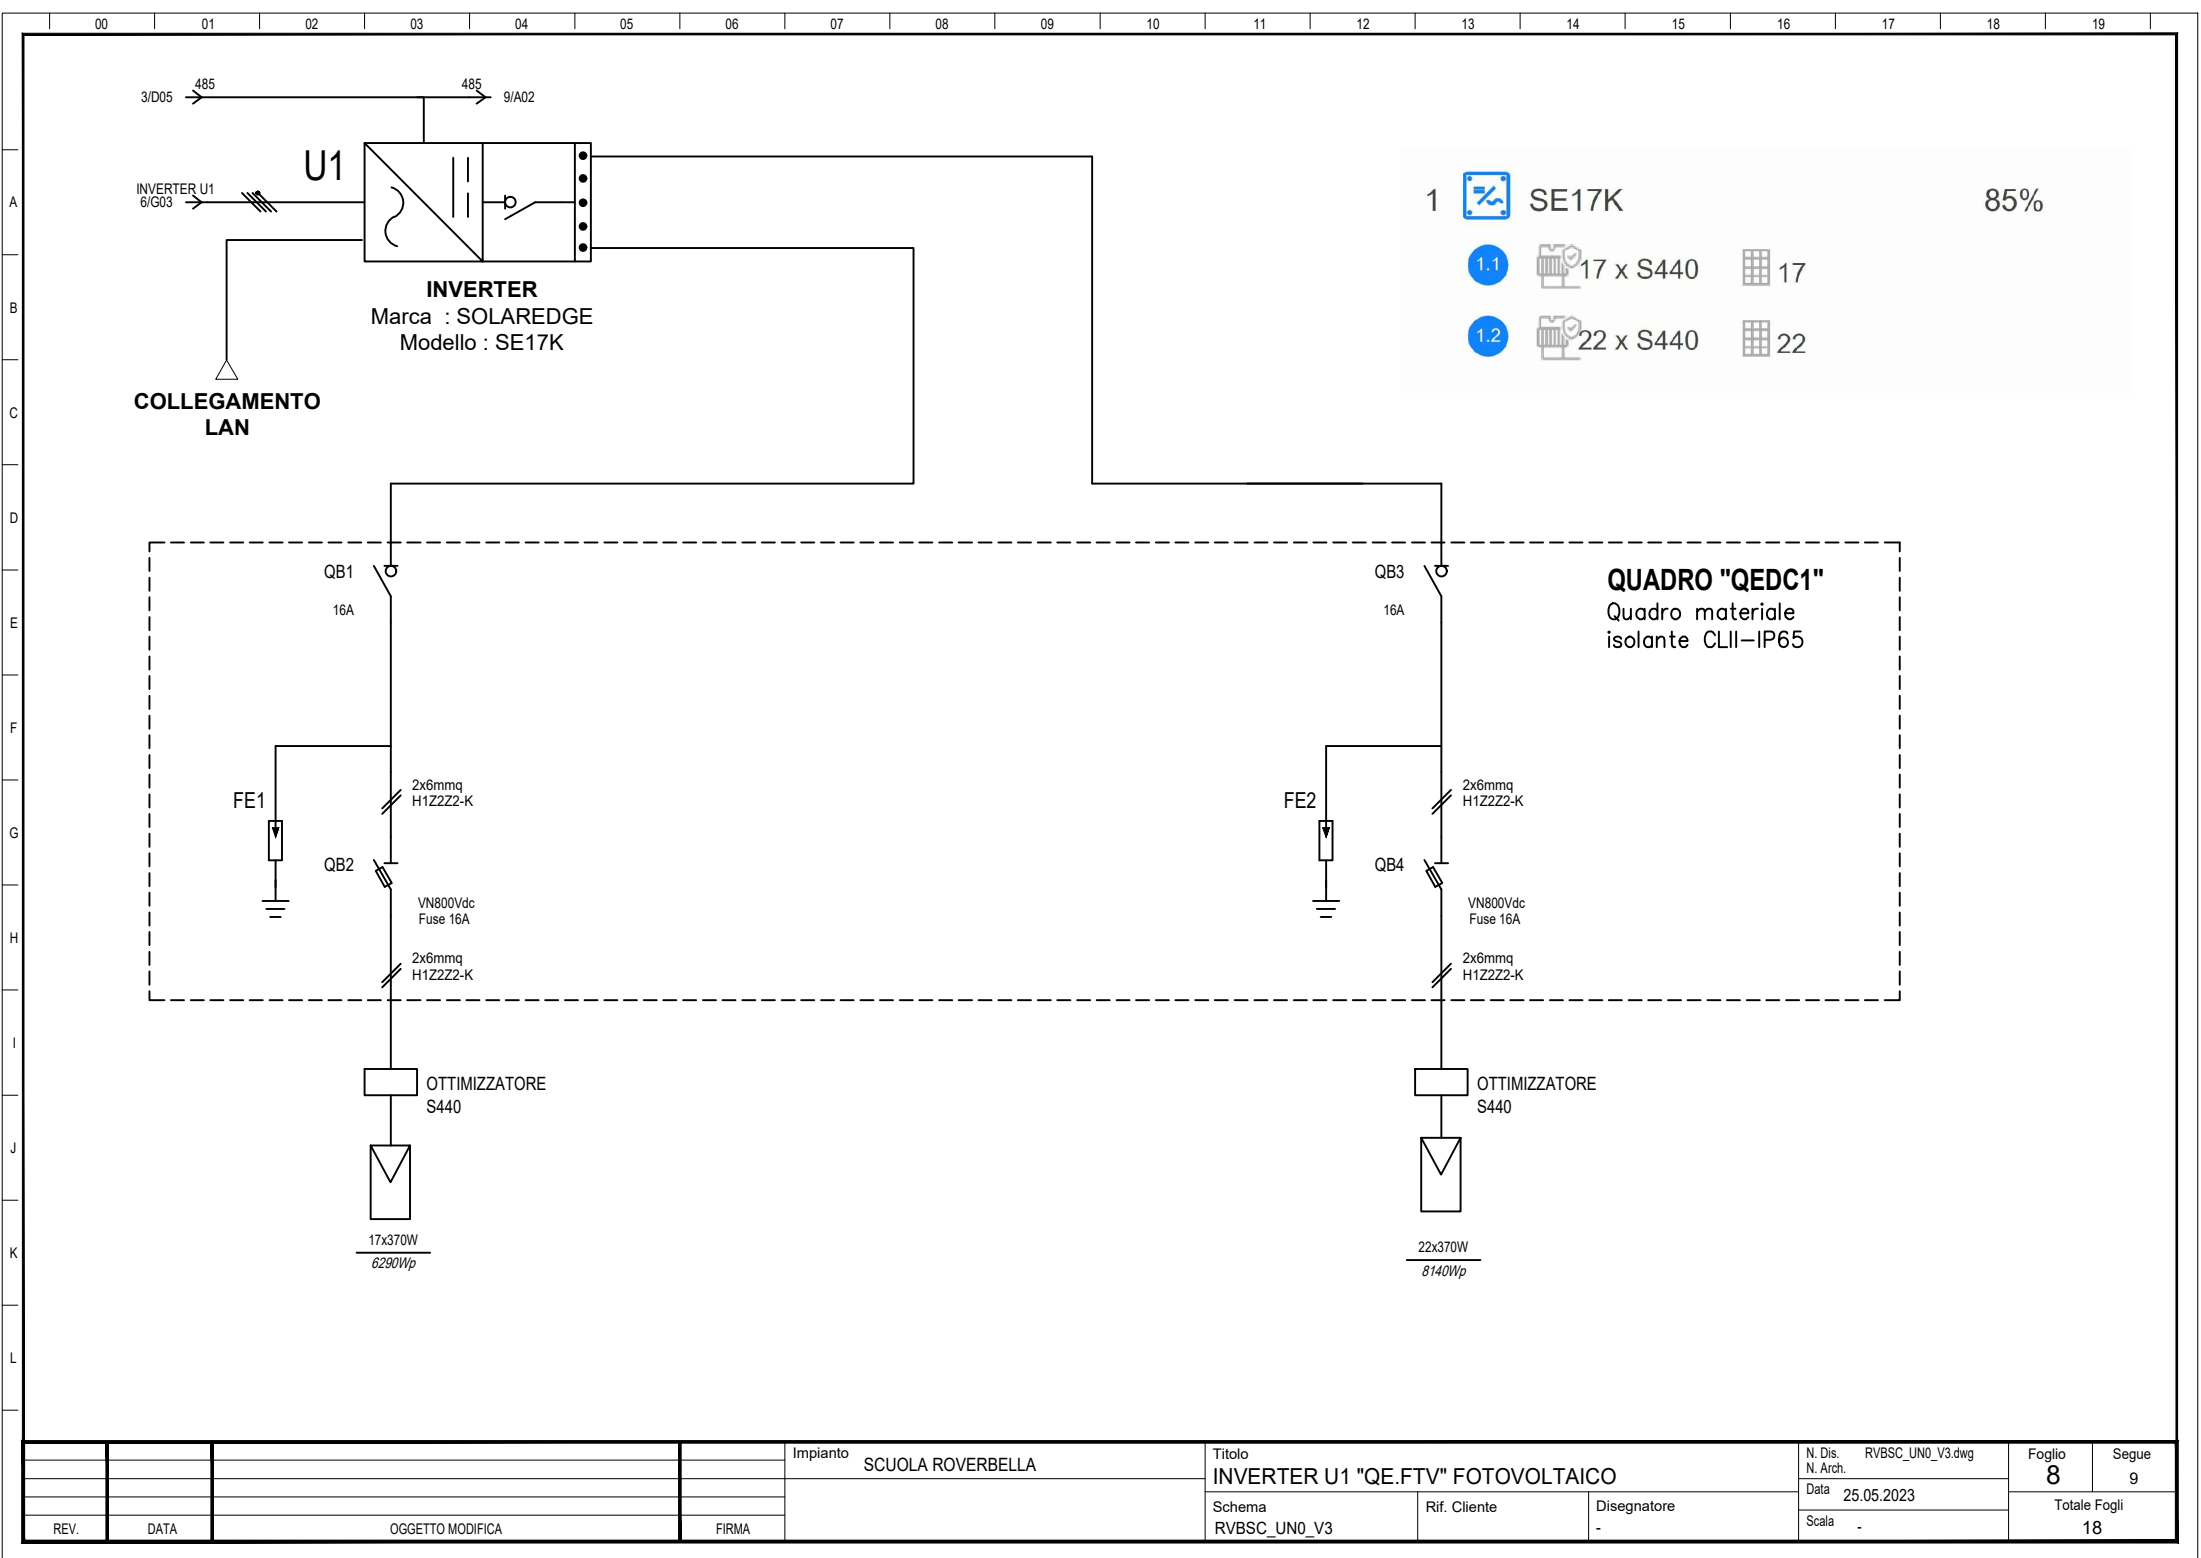 00 01 02 03 04 05 06 07 08 09 10 11 12 13 14 15 16 17 18 19
A
B
C
D
E
F
G
H
I
J
K
L
485
3/D05
485
9/A02
U1
INVERTER U1
6/G03
INVERTER
Marca : SOLAREDGE
Modello : SE17K
COLLEGAMENTO
LAN
1 SE17K 85%
1.1 17 x S440 17
1.2 22 x S440 22
QUADRO "QEDC1"
Quadro materiale
isolante CLII-IP65
QB1
16A
FE1
2x6mmq
H1Z2Z2-K
QB2
VN800Vdc
Fuse 16A
2x6mmq
H1Z2Z2-K
OTTIMIZZATORE
S440
17x370W
6290Wp
QB3
16A
FE2
2x6mmq
H1Z2Z2-K
QB4
VN800Vdc
Fuse 16A
2x6mmq
H1Z2Z2-K
OTTIMIZZATORE
S440
22x370W
8140Wp
REV. DATA OGGETTO MODIFICA FIRMA
Impianto
SCUOLA ROVERBELLA
Titolo
INVERTER U1 "QE.FTV" FOTOVOLTAICO
Schema
RVBSC_UN0_V3
Rif. Cliente
Disegnatore
-
N. Dis. RVBSC_UN0_V3.dwg
N. Arch.
Data 25.05.2023
Scala -
Foglio
8
Segue
9
Totale Fogli
18